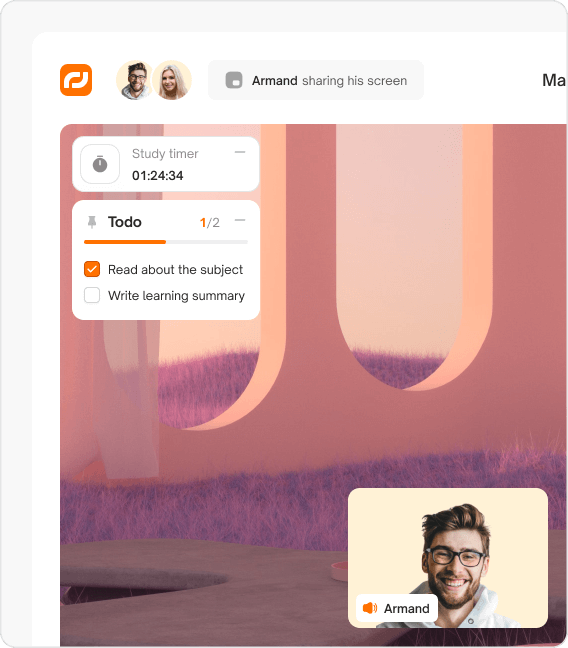 Armand sharing his screen
Ma
Study timer
01:24:34
Todo 1/2
Read about the subject
Write learning summary
Armand